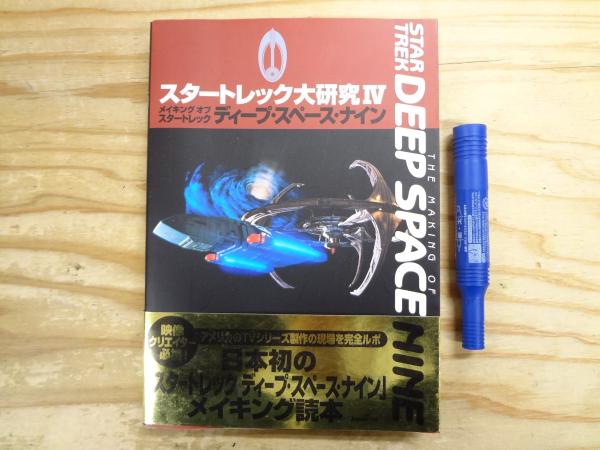 スタートレック大研究IV
メイキング オブ
スタートレック
ディープ・スペース・ナイン
STAR
TREK
DEEP SPACE NINE
THE MAKING OF
映像
クリエイター
アメリカのTVシリーズ製作の現場を完全ルポ
日本初の
「スタートレック ディープ・スペース・ナイン」
メイキング読本